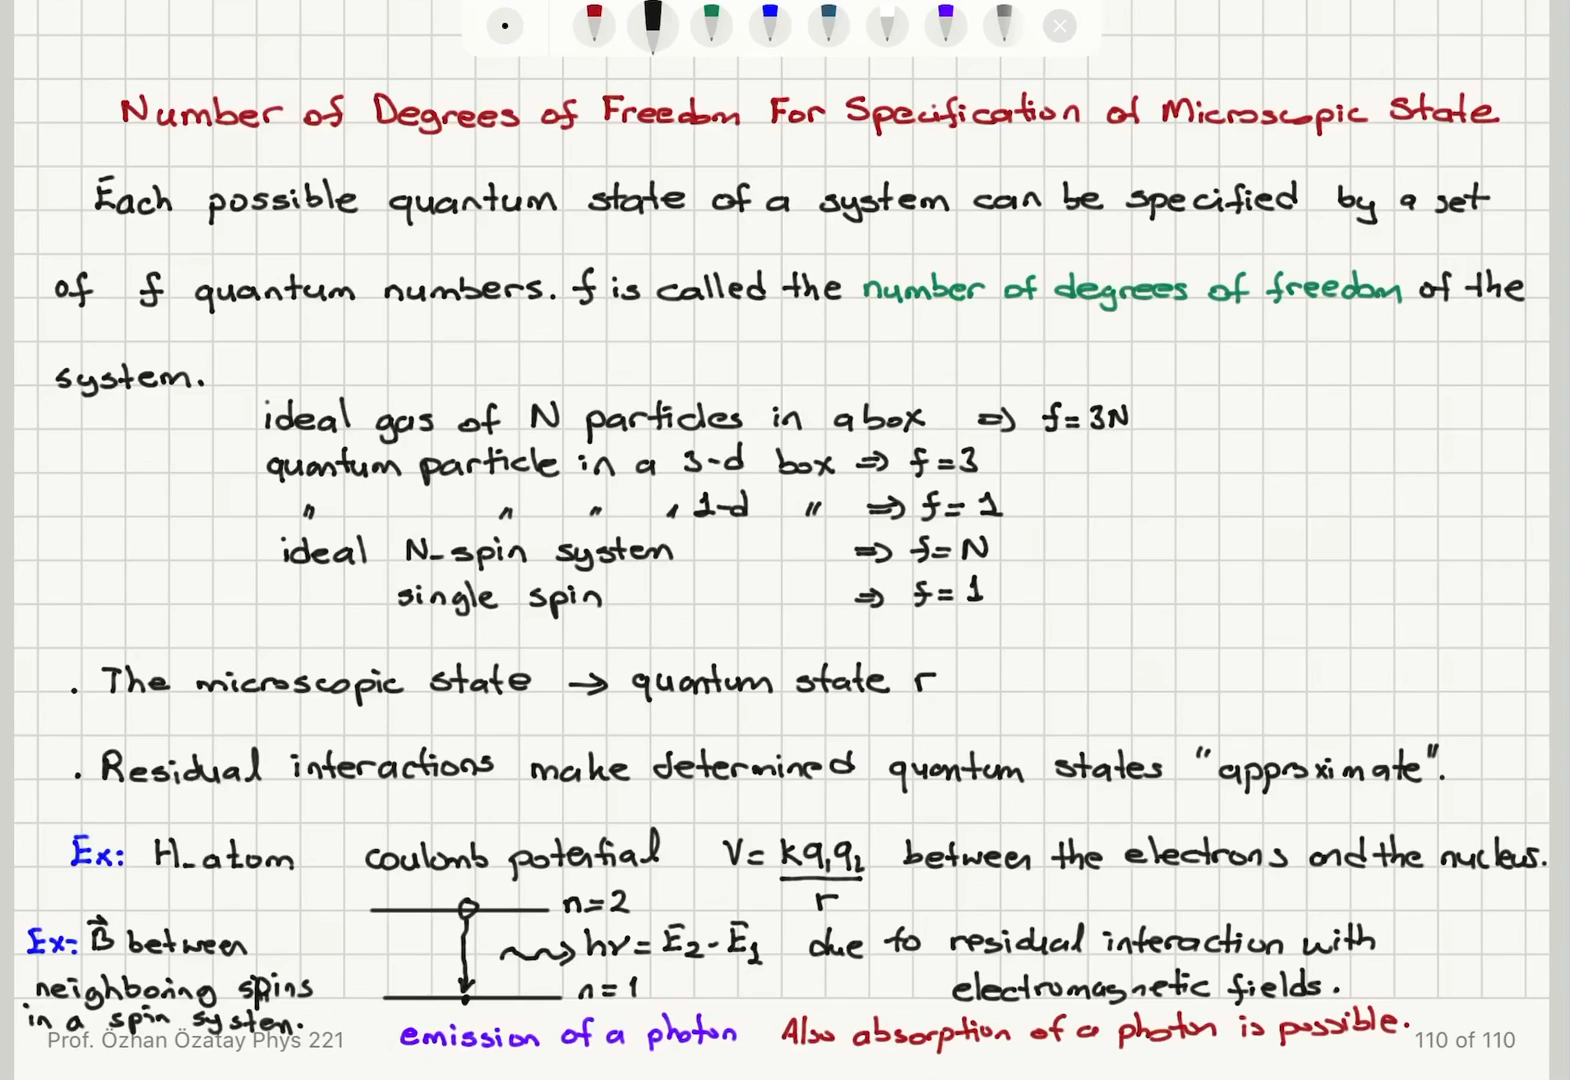 Number of Degrees of Freedom For Specification of Microscopic State
Each possible quantum state of a system can be specified by a set
of f quantum numbers. f is called the number of degrees of freedom of the
system.
ideal gas of N particles in a box ⇒ f=3N
quantum particle in a 3-d box ⇒ f=3
" " " " 1-d " ⇒ f=1
ideal N-spin system ⇒ f=N
single spin ⇒ f=1
. The microscopic state → quantum state r
. Residual interactions make determined quantum states "approximate".
Ex: H-atom coulomb potential V= kq₁q₂/r between the electrons and the nucleus.
n=2
Ex: B⃗ between
neighboring spins
in a spin system.
hν= E₂-E₁ due to residual interaction with
electromagnetic fields.
n=1
emission of a photon Also absorption of a photon is possible.
Prof. Özhan Özatay Phys 221
110 of 110